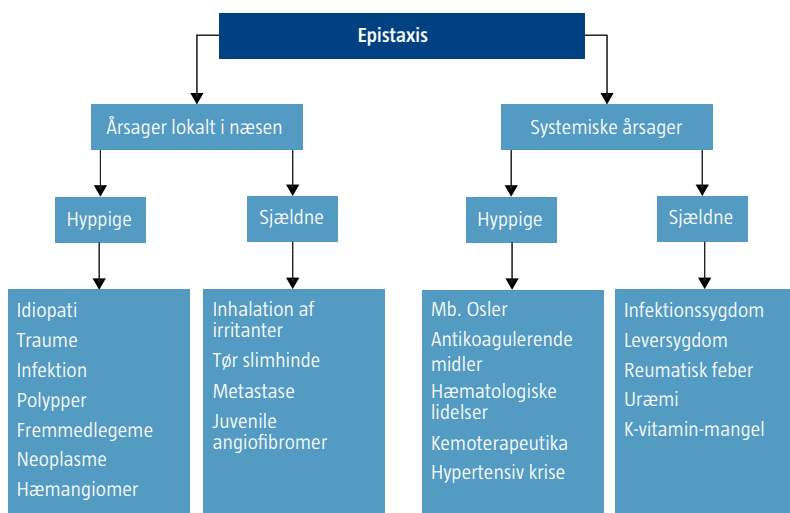 Epistaxis
Årsager lokalt i næsen
Systemiske årsager
Hyppige
Sjældne
Hyppige
Sjældne
Idiopati
Traume
Infektion
Polypper
Fremmedlegeme
Neoplasme
Hæmangiomer
Inhalation af
irritanter
Tør slimhinde
Metastase
Juvenile
angiofibromer
Mb. Osler
Antikoagulerende
midler
Hæmatologiske
lidelser
Kemoterapeutika
Hypertensiv krise
Infektionssygdom
Leversygdom
Reumatisk feber
Uræmi
K-vitamin-mangel